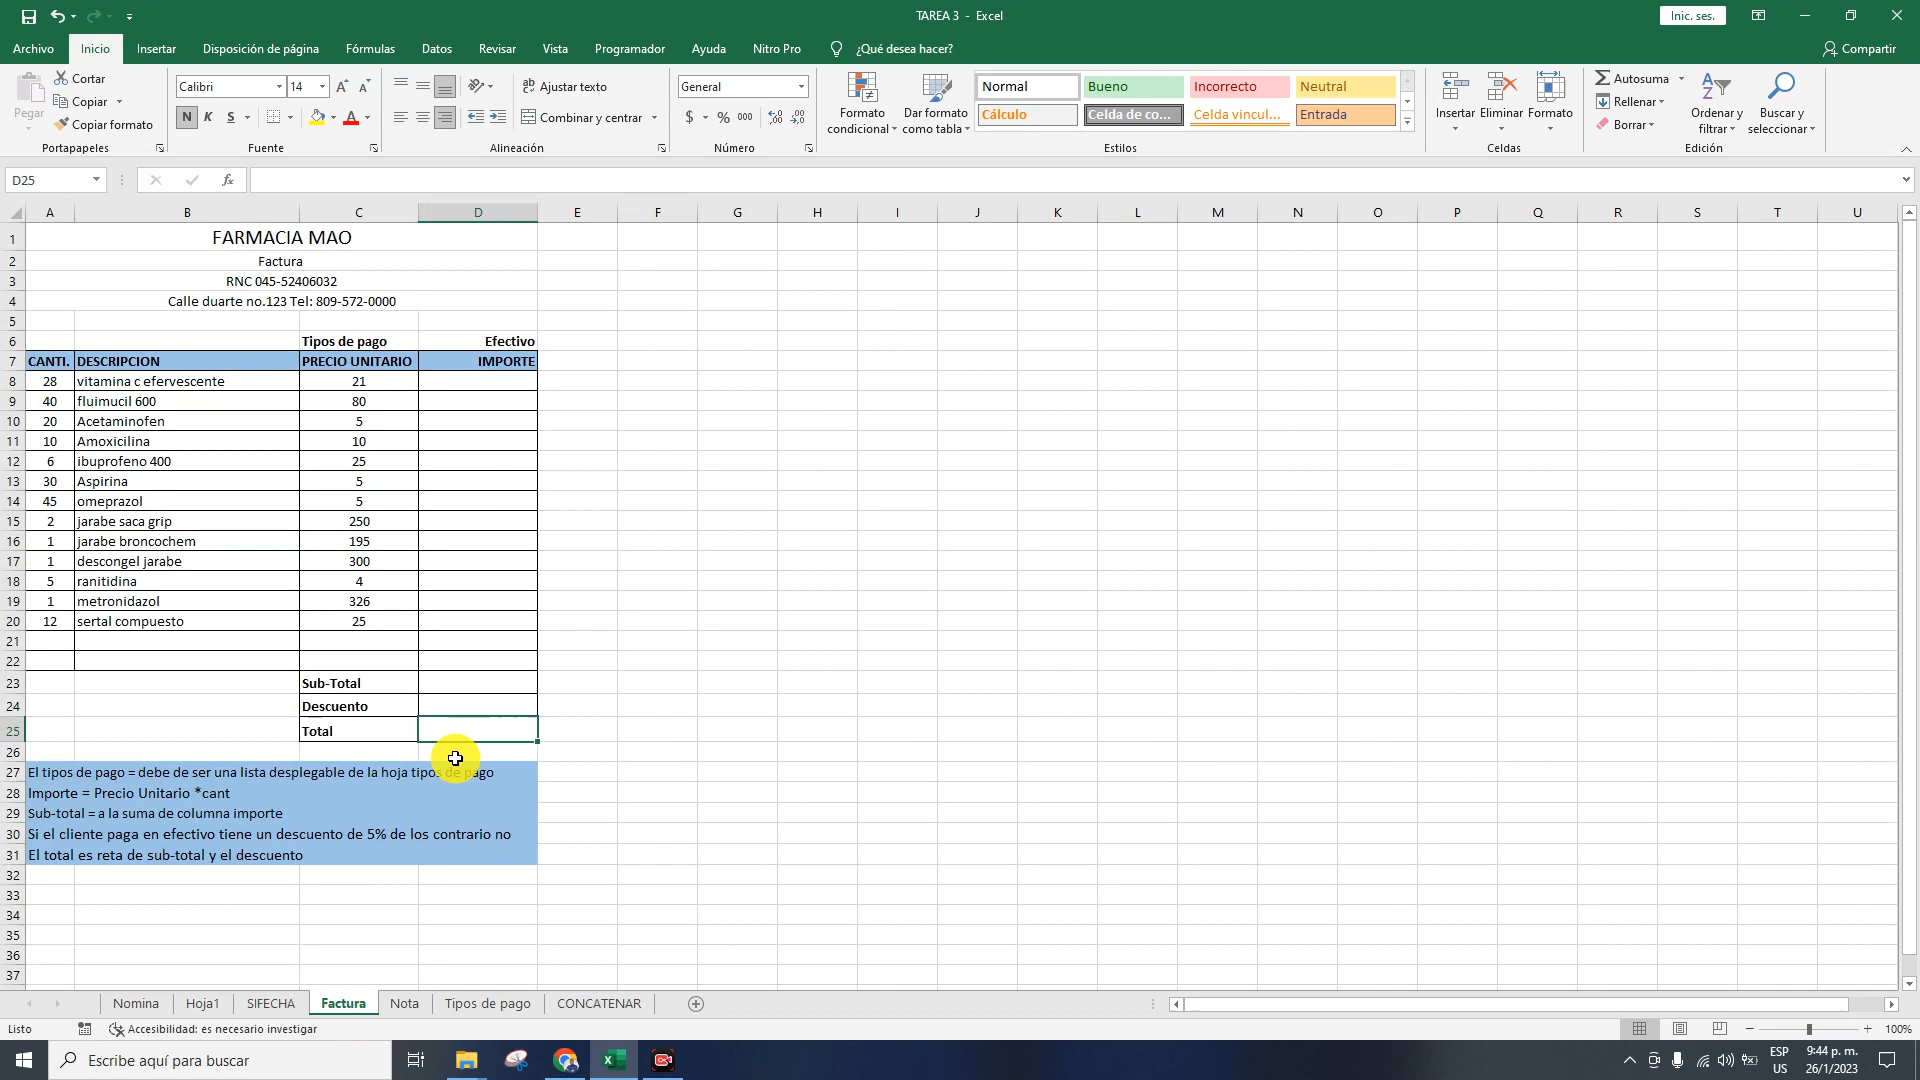 TAREA 3 - Excel
Inic. ses.
Archivo Inicio Insertar Disposición de página Fórmulas Datos Revisar Vista Programador Ayuda Nitro Pro ¿Qué desea hacer? Compartir
Pegar
Cortar
Copiar
Copiar formato
Portapapeles
Calibri 14
N K S
Fuente
Ajustar texto
Combinar y centrar
Alineación
General
$ % 000
Número
Formato condicional
Dar formato como tabla
Normal Bueno Incorrecto Neutral
Cálculo Celda de co... Celda vincul... Entrada
Estilos
Insertar Eliminar Formato
Celdas
Autosuma
Rellenar
Borrar
Ordenar y filtrar
Buscar y seleccionar
Edición
D25
fx
A B C D E F G H I J K L M N O P Q R S T U
1 FARMACIA MAO
2 Factura
3 RNC 045-52406032
4 Calle duarte no.123 Tel: 809-572-0000
5
6 Tipos de pago Efectivo
7 CANTI. DESCRIPCION PRECIO UNITARIO IMPORTE
8 28 vitamina c efervescente 21
9 40 fluimucil 600 80
10 20 Acetaminofen 5
11 10 Amoxicilina 10
12 6 ibuprofeno 400 25
13 30 Aspirina 5
14 45 omeprazol 5
15 2 jarabe saca grip 250
16 1 jarabe broncochem 195
17 1 descongel jarabe 300
18 5 ranitidina 4
19 1 metronidazol 326
20 12 sertal compuesto 25
21
22
23 Sub-Total
24 Descuento
25 Total
26
27 El tipos de pago = debe de ser una lista desplegable de la hoja tipos de pago
28 Importe = Precio Unitario *cant
29 Sub-total = a la suma de columna importe
30 Si el cliente paga en efectivo tiene un descuento de 5% de los contrario no
31 El total es reta de sub-total y el descuento
32
33
34
35
36
37
Nomina Hoja1 SIFECHA Factura Nota Tipos de pago CONCATENAR
Listo Accesibilidad: es necesario investigar 100%
Escribe aquí para buscar
ESP
US
9:44 p. m.
26/1/2023